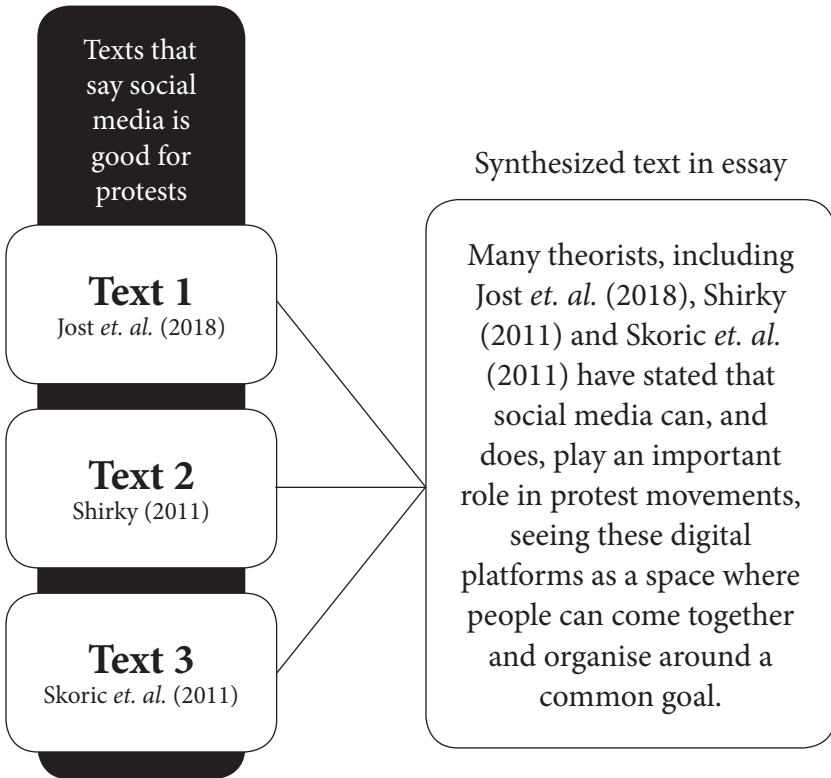 Texts that
say social
media is
good for
protests
Text 1
Jost et. al. (2018)
Text 2
Shirky (2011)
Text 3
Skoric et. al. (2011)
Synthesized text in essay
Many theorists, including
Jost et. al. (2018), Shirky
(2011) and Skoric et. al.
(2011) have stated that
social media can, and
does, play an important
role in protest movements,
seeing these digital
platforms as a space where
people can come together
and organise around a
common goal.